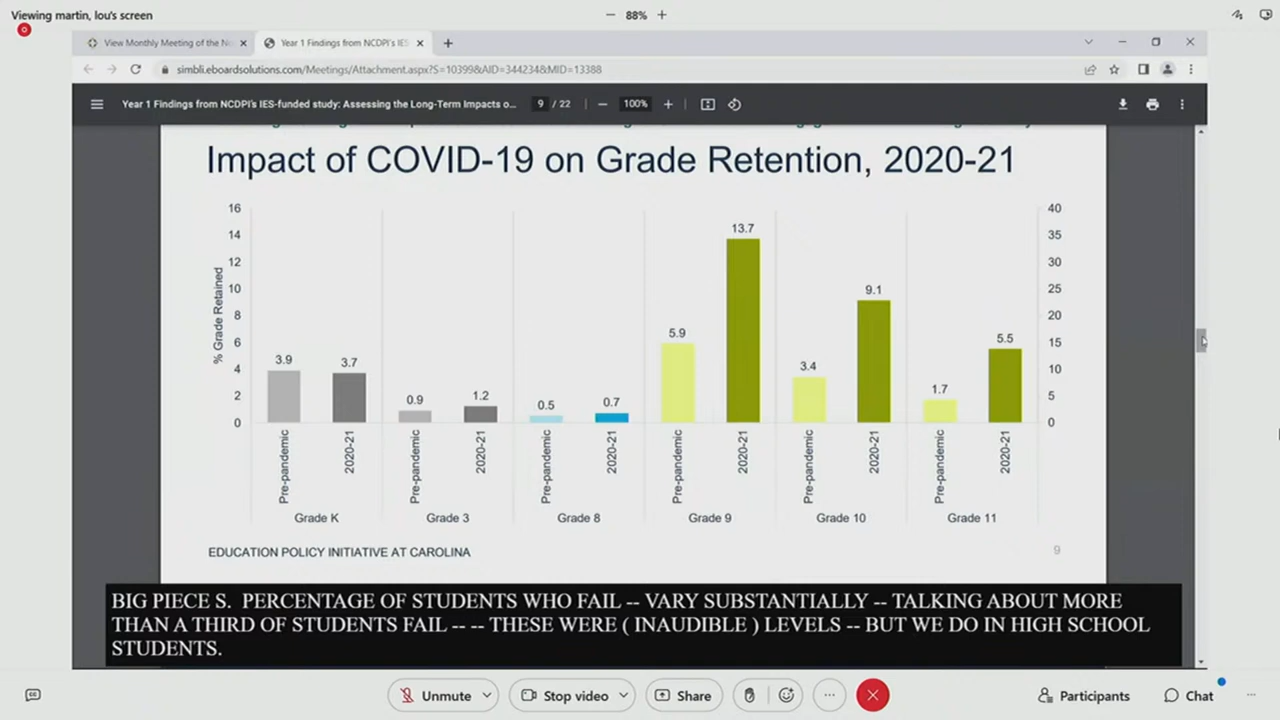 Viewing martin, lou's screen
88%
View Monthly Meeting of the No
Year 1 Findings from NCDPI's IES
simbli.eboardsolutions.com/Meetings/Attachment.aspx?S=10399&AID=344234&MID=13388
Year 1 Findings from NCDPI's IES-funded study: Assessing the Long-Term Impacts o...
9 / 22
100%
Impact of COVID-19 on Grade Retention, 2020-21
% Grade Retained
16
14
12
10
8
6
4
2
0
3.9
3.7
0.9
1.2
0.5
0.7
5.9
13.7
3.4
9.1
1.7
5.5
40
35
30
25
20
15
10
5
0
Pre-pandemic
2020-21
Pre-pandemic
2020-21
Pre-pandemic
2020-21
Pre-pandemic
2020-21
Pre-pandemic
2020-21
Pre-pandemic
2020-21
Grade K
Grade 3
Grade 8
Grade 9
Grade 10
Grade 11
EDUCATION POLICY INITIATIVE AT CAROLINA
9
BIG PIECE S. PERCENTAGE OF STUDENTS WHO FAIL -- VARY SUBSTANTIALLY -- TALKING ABOUT MORE
THAN A THIRD OF STUDENTS FAIL -- -- THESE WERE ( INAUDIBLE ) LEVELS -- BUT WE DO IN HIGH SCHOOL
STUDENTS.
Unmute
Stop video
Share
Participants
Chat